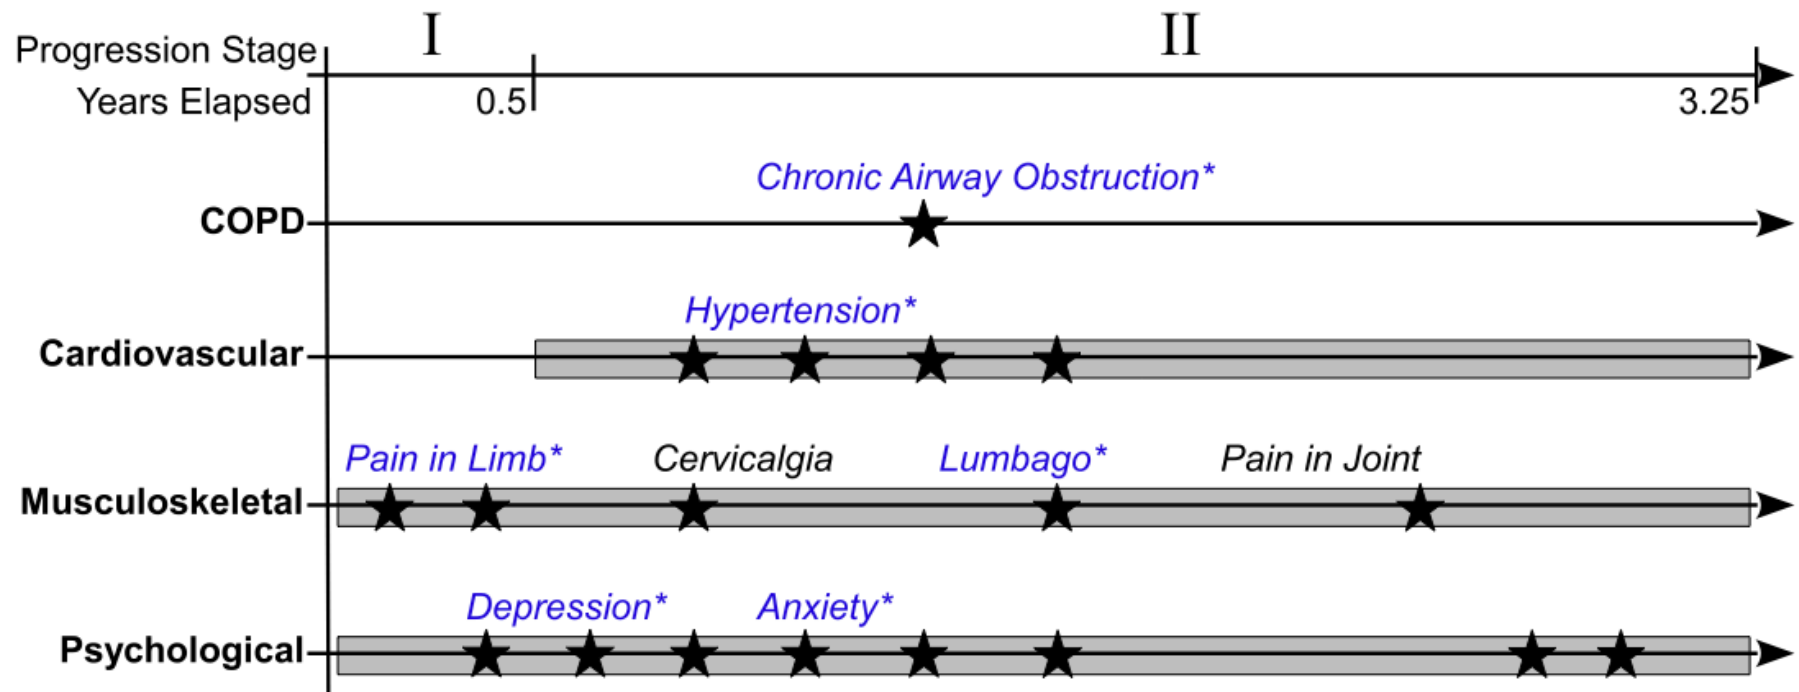 I II
Progression Stage
Years Elapsed 0.5 3.25
Chronic Airway Obstruction*
COPD
Hypertension*
Cardiovascular
Pain in Limb* Cervicalgia Lumbago* Pain in Joint
Musculoskeletal
Depression* Anxiety*
Psychological